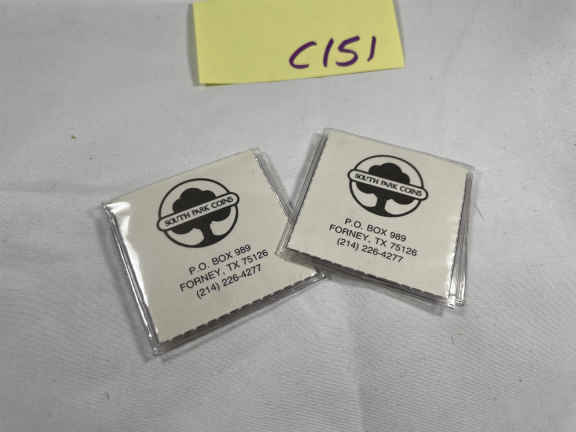 C151
SOUTH PARK COINS
P.O. BOX 989
FORNEY, TX 75126
(214) 226-4277
SOUTH PARK COINS
P.O. BOX 989
FORNEY, TX 75126
(214) 226-4277